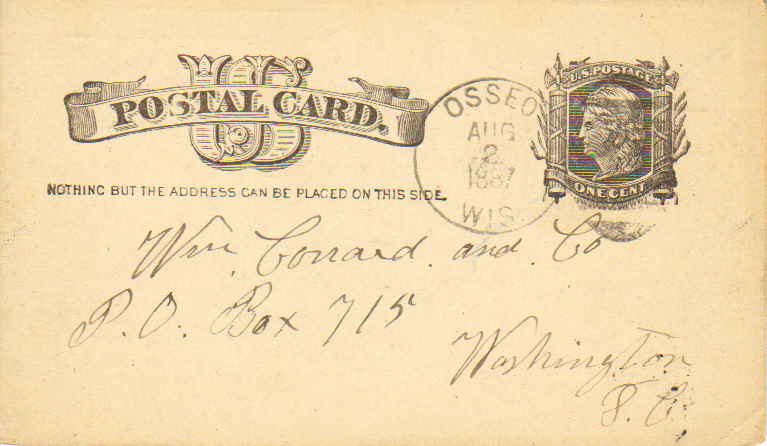 US
POSTAL CARD.
NOTHING BUT THE ADDRESS CAN BE PLACED ON THIS SIDE.
OSSEO
AUG
2
1887
WIS.
U.S. POSTAGE
ONE CENT
Wm. Conrard. and. Co
P. O. Box 715
Washington
D. C.